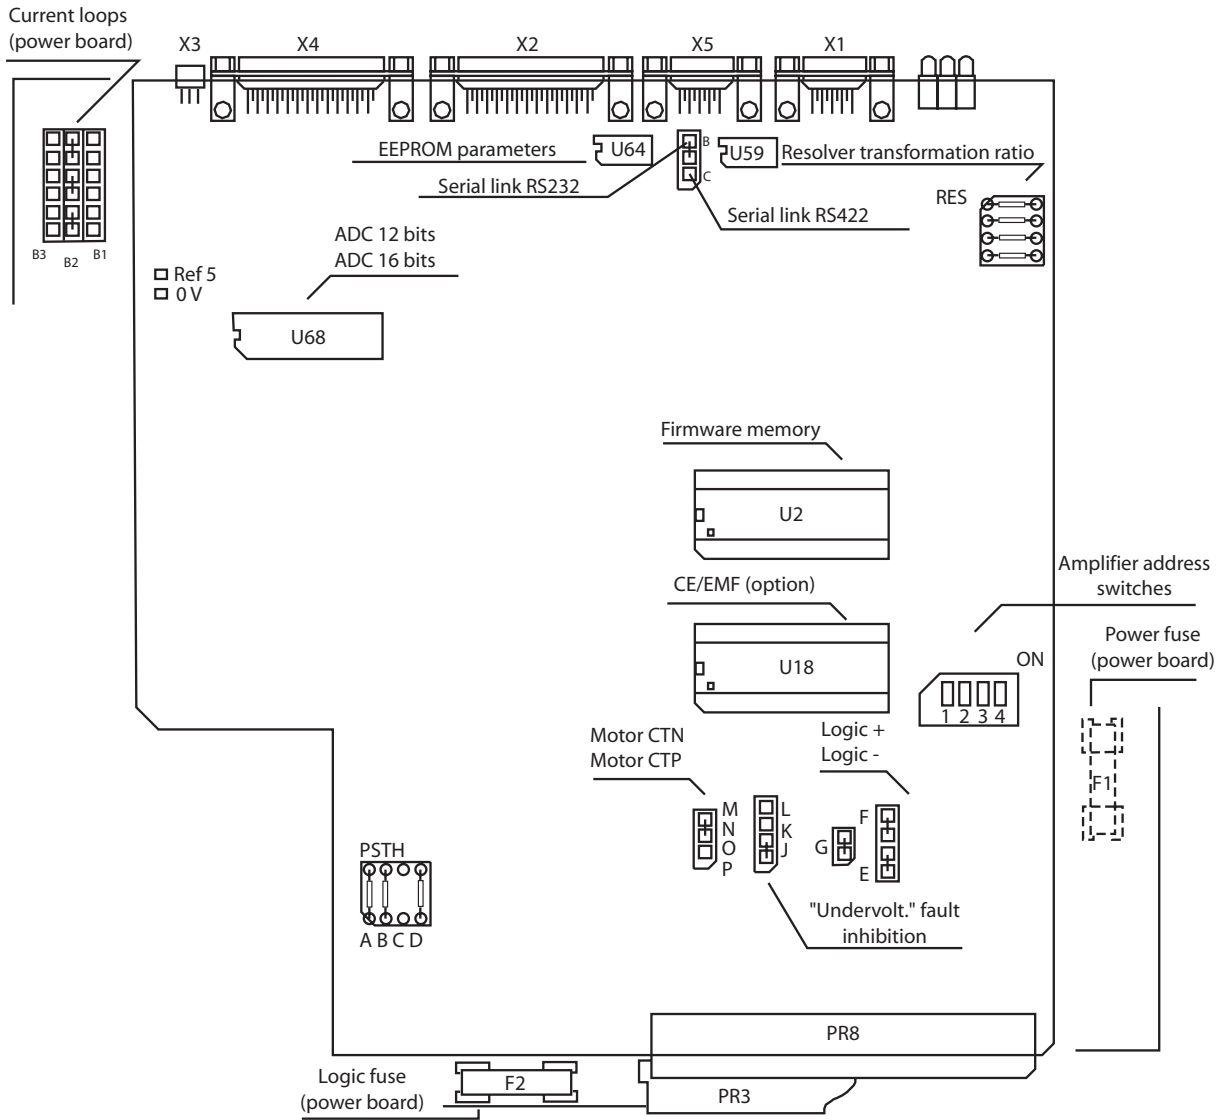 Current loops
(power board)
X3
X4
X2
X5
X1
EEPROM parameters
U64
B
U59
Resolver transformation ratio
Serial link RS232
C
RES
Serial link RS422
B3
B2
B1
ADC 12 bits
ADC 16 bits
Ref 5
0 V
U68
Firmware memory
U2
Amplifier address
switches
CE/EMF (option)
Power fuse
(power board)
U18
ON
1 2 3 4
Motor CTN
Motor CTP
Logic +
Logic -
F1
M
N
O
P
L
K
J
G
F
E
PSTH
A B C D
"Undervolt." fault
inhibition
PR8
Logic fuse
(power board)
F2
PR3